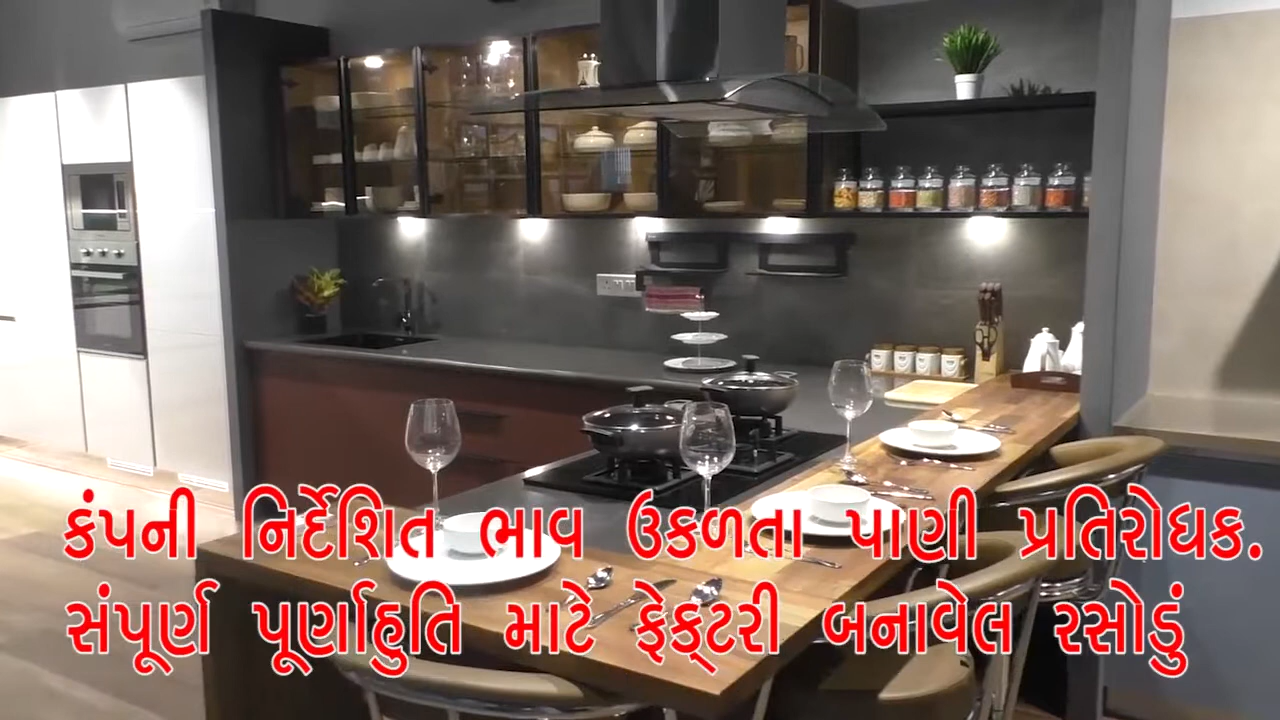 કંપની નિર્દેશિત ભાવ ઉકળતા પાણી પ્રતિરોધક.
સંપૂર્ણ પૂર્ણાહુતિ માટે ફેક્ટરી બનાવેલ રસોડું